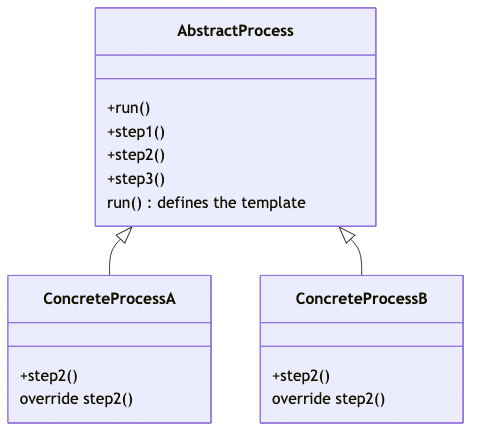 AbstractProcess
+run()
+step1()
+step2()
+step3()
run() : defines the template
ConcreteProcessA
+step2()
override step2()
ConcreteProcessB
+step2()
override step2()